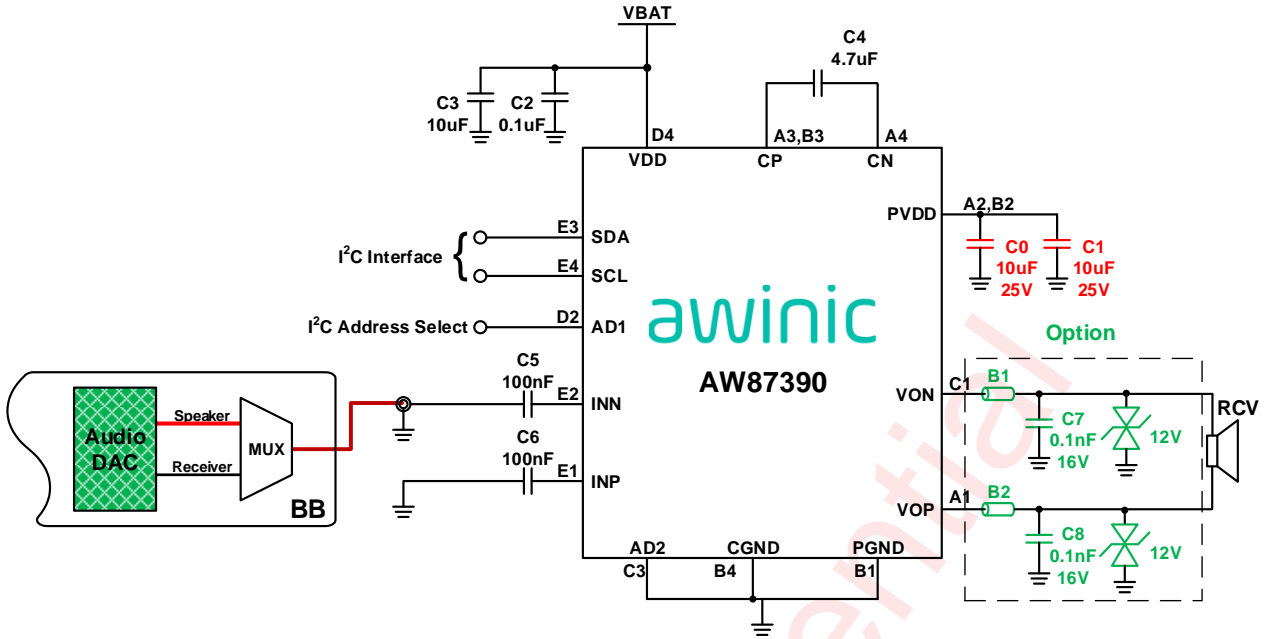 VBAT
C4
4.7uF
C3
10uF
C2
0.1uF
D4
A3,B3
A4
VDD
CP
CN
PVDD
A2,B2
C0
10uF
25V
C1
10uF
25V
I²C Interface
{
E3
SDA
E4
SCL
I²C Address Select
D2
AD1
awinic
AW87390
Option
C5
100nF
E2
INN
C6
100nF
E1
INP
Audio
DAC
Speaker
Receiver
MUX
BB
VON
C1
B1
C7
0.1nF
16V
12V
RCV
VOP
A1
B2
C8
0.1nF
16V
12V
AD2
C3
CGND
B4
PGND
B1
ential